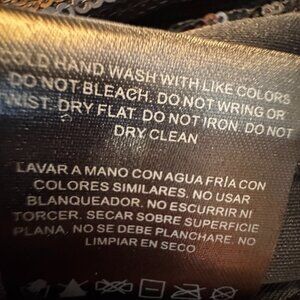 OLD HAND WASH WITH LIKE COLORS
DO NOT BLEACH. DO NOT WRING OR
WIST. DRY FLAT. DO NOT IRON. DO NOT
DRY CLEAN
LAVAR A MANO CON AGUA FRÍA CON
COLORES SIMILARES. NO USAR
BLANQUEADOR. NO ESCURRIR NI
TORCER. SECAR SOBRE SUPERFICIE
PLANA. NO SE DEBE PLANCHARE. NO
LIMPIAR EN SECO